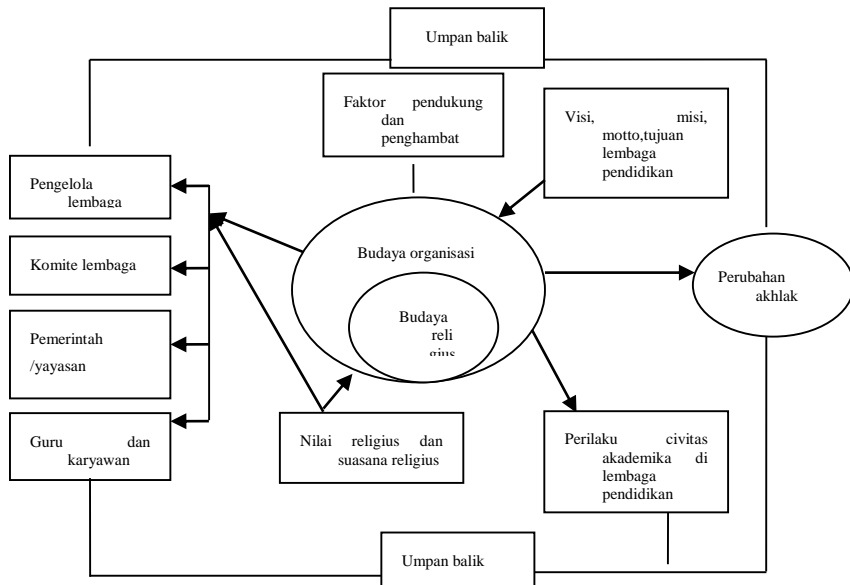 Umpan balik
Faktor pendukung
dan
penghambat
Visi, misi,
motto,tujuan
lembaga
pendidikan
Pengelola
lembaga
Budaya organisasi
Komite lembaga
Perubahan
akhlak
Budaya
reli
gius
Pemerintah
/yayasan
Guru dan
karyawan
Nilai religius dan
suasana religius
Perilaku civitas
akademika di
lembaga
pendidikan
Umpan balik